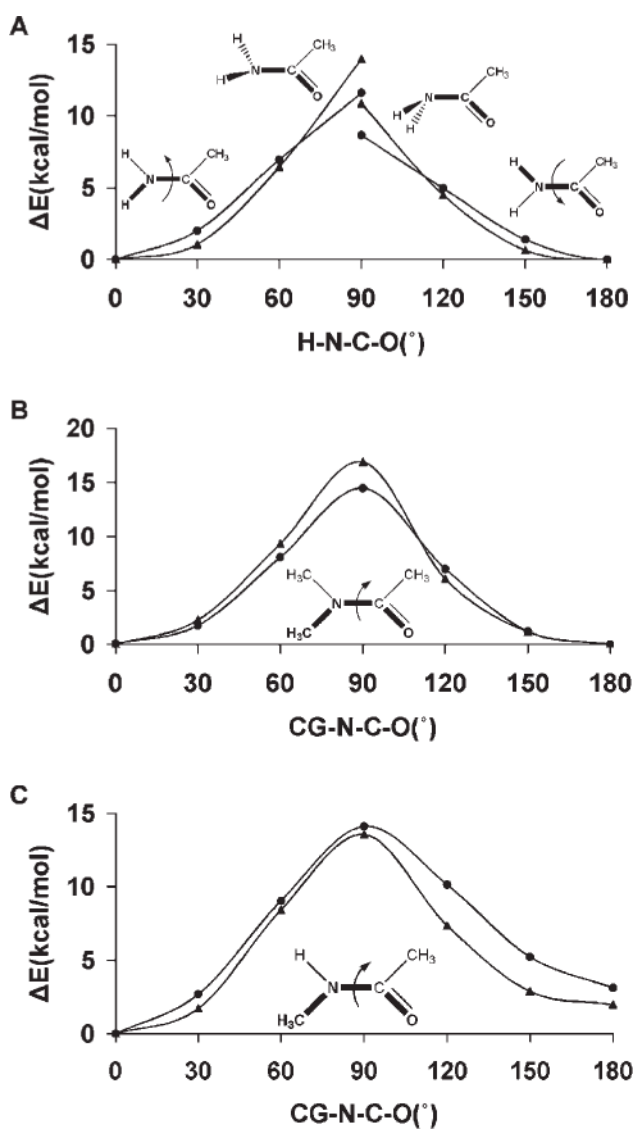 A
ΔE(kcal/mol)
15
10
5
0
H
H
N
C
CH₃
O
H
H
N
C
CH₃
O
H
H
N
C
CH₃
O
H
H
N
C
CH₃
O
0 30 60 90 120 150 180
H-N-C-O(°)
B
ΔE(kcal/mol)
20
15
10
5
0
H₃C
CH₃
N
C
H₃C
O
0 30 60 90 120 150 180
CG-N-C-O(°)
C
ΔE(kcal/mol)
15
10
5
0
H
CH₃
N
C
H₃C
O
0 30 60 90 120 150 180
CG-N-C-O(°)